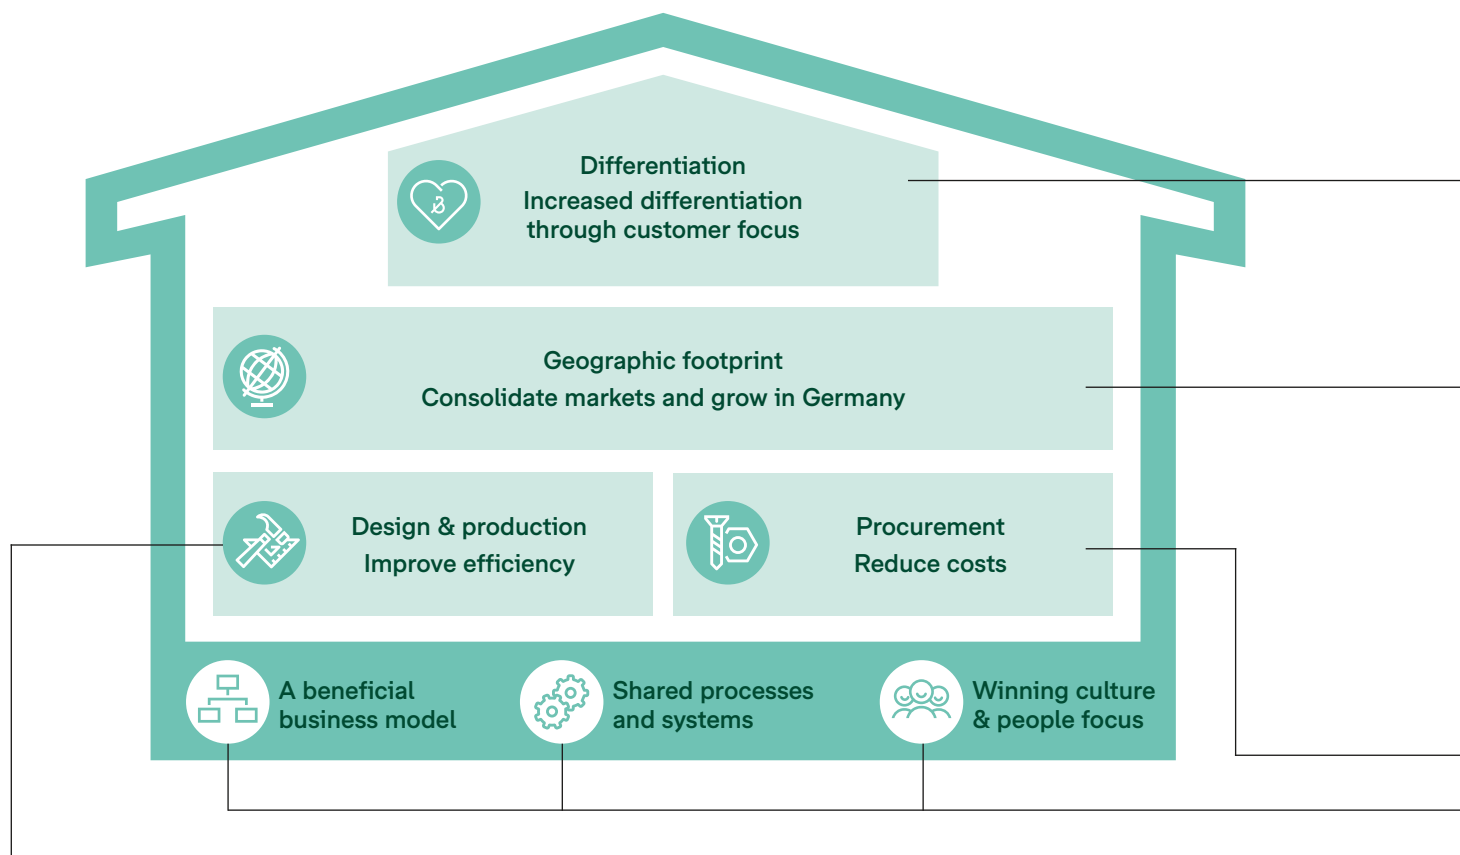 Differentiation
Increased differentiation
through customer focus
Geographic footprint
Consolidate markets and grow in Germany
Design & production
Improve efficiency
Procurement
Reduce costs
A beneficial
business model
Shared processes
and systems
Winning culture
& people focus